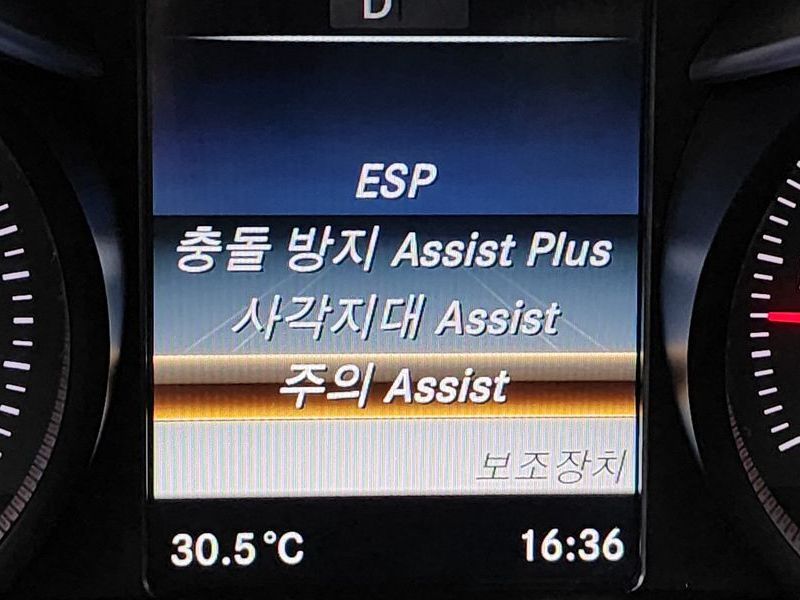 D
ESP
충돌 방지 Assist Plus
사각지대 Assist
주의 Assist
보조장치
30.5°C 16:36